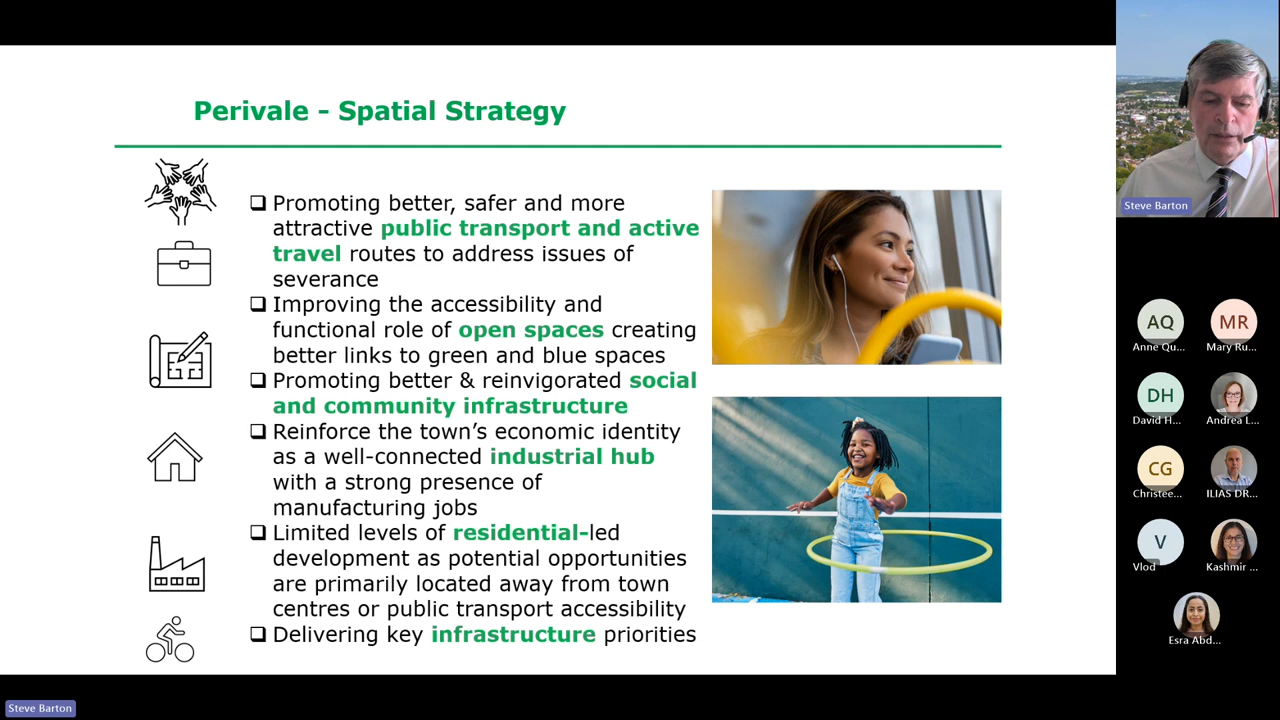 Perivale - Spatial Strategy
❑ Promoting better, safer and more
attractive public transport and active
travel routes to address issues of
severance
❑ Improving the accessibility and
functional role of open spaces creating
better links to green and blue spaces
❑ Promoting better & reinvigorated social
and community infrastructure
❑ Reinforce the town’s economic identity
as a well-connected industrial hub
with a strong presence of
manufacturing jobs
❑ Limited levels of residential-led
development as potential opportunities
are primarily located away from town
centres or public transport accessibility
❑ Delivering key infrastructure priorities
Steve Barton
AQ
Anne Qu...
MR
Mary Ru...
DH
David H...
Andrea L...
CG
Christee...
ILIAS DR...
V
Vlod
Kashmir ...
Esra Abd...
Steve Barton